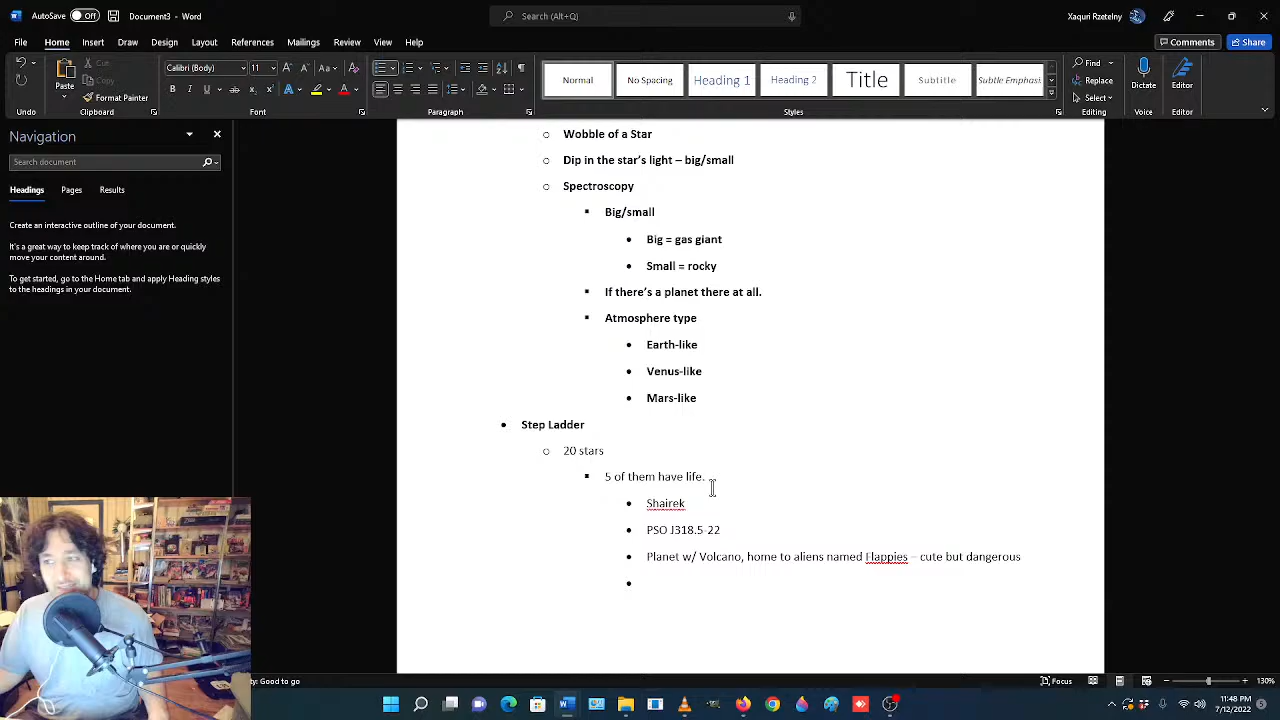 AutoSave
Off
Document3 - Word
Search (Alt+Q)
Xaquri Rzetelny
File
Home
Insert
Draw
Design
Layout
References
Mailings
Review
View
Help
Comments
Share
Paste
Cut
Copy
Format Painter
Calibri (Body)
11
Normal
No Spacing
Heading 1
Heading 2
Title
Subtitle
Subtle Emphasis
Find
Replace
Select
Dictate
Editor
Undo
Clipboard
Font
Paragraph
Styles
Editing
Voice
Editor
Navigation
Search document
Headings
Pages
Results
Create an interactive outline of your document.
It's a great way to keep track of where you are or quickly
move your content around.
To get started, go to the Home tab and apply Heading styles
to the headings in your document.
Wobble of a Star
Dip in the star's light – big/small
Spectroscopy
Big/small
Big = gas giant
Small = rocky
If there's a planet there at all.
Atmosphere type
Earth-like
Venus-like
Mars-like
Step Ladder
20 stars
5 of them have life.
Shairek
PSO J318.5-22
Planet w/ Volcano, home to aliens named Flappies – cute but dangerous
Good to go
Focus
130%
11:48 PM
7/12/2022